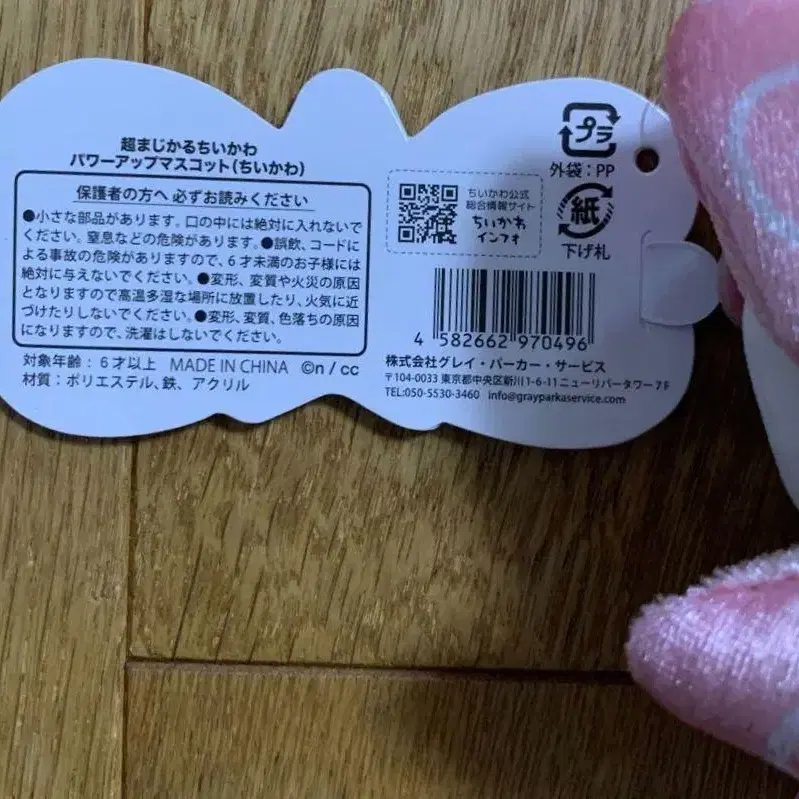 超まじかるちいかわ
パワーアップマスコット(ちいかわ)
保護者の方へ 必ずお読みください
●小さな部品があります。口の中には絶対に入れないで
ください。窒息などの危険があります。●誤飲、コードに
よる事故の危険がありますので、6才未満のお子様には
絶対に与えないでください。●変形、変質や火災の原因
となりますので高温多湿な場所に放置したり、火気に近
づけたりしないでください。●変形、変質、色落ちの原因
になりますので、洗濯はしないでください。
対象年齢：6才以上 MADE IN CHINA ©n / cc
材質：ポリエステル、鉄、アクリル
ちいかわ公式
総合情報サイト
ちいかわ
インフォ
プラ
外袋：PP
紙
下げ札
4 582662 970496
株式会社グレイ・パーカー・サービス
〒104-0033 東京都中央区新川1-6-11 ニューリバータワー 7F
TEL:050-5530-3460 info@grayparkaservice.com